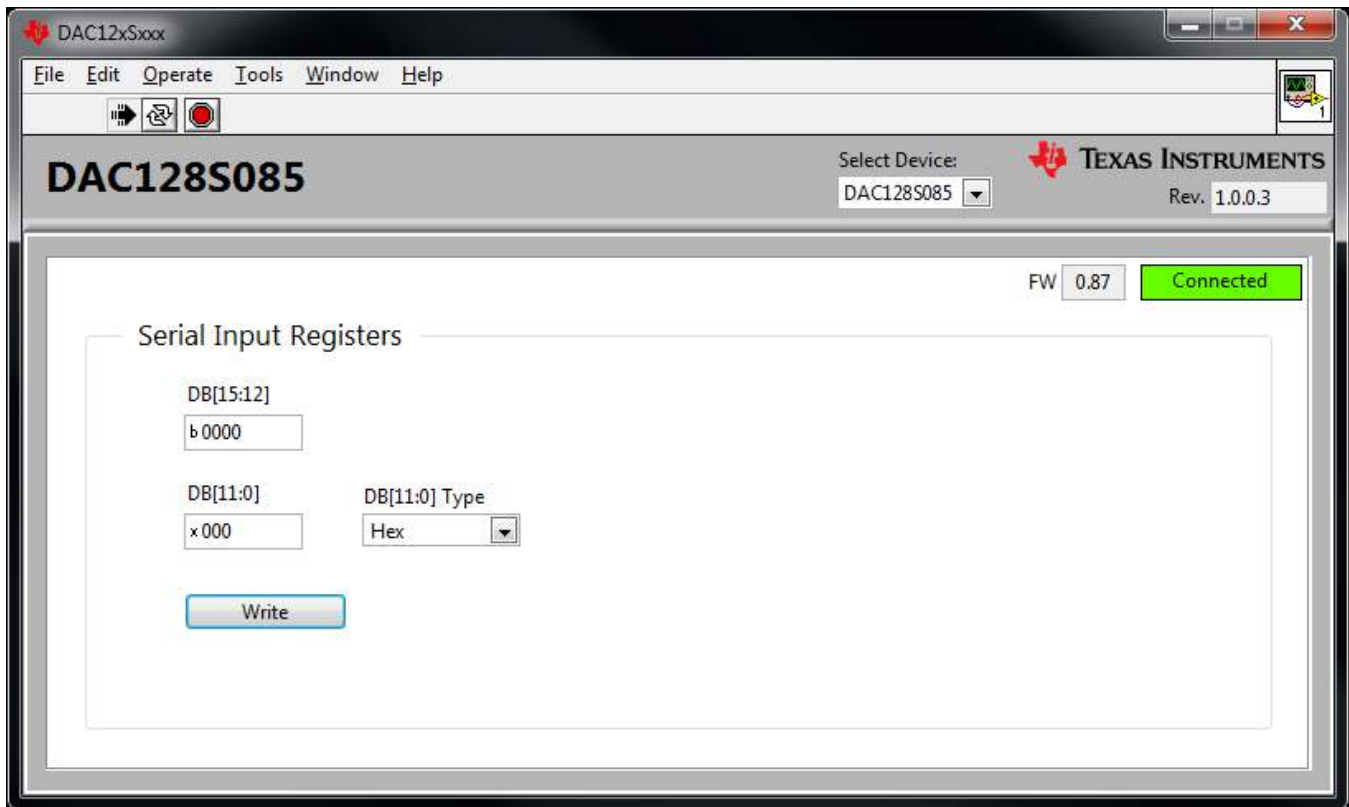 DAC12xSxxx
File Edit Operate Tools Window Help
1
DAC128S085
Select Device:
DAC128S085
TEXAS INSTRUMENTS
Rev. 1.0.0.3
FW 0.87 Connected
Serial Input Registers
DB[15:12]
b 0000
DB[11:0] DB[11:0] Type
x 000 Hex
Write